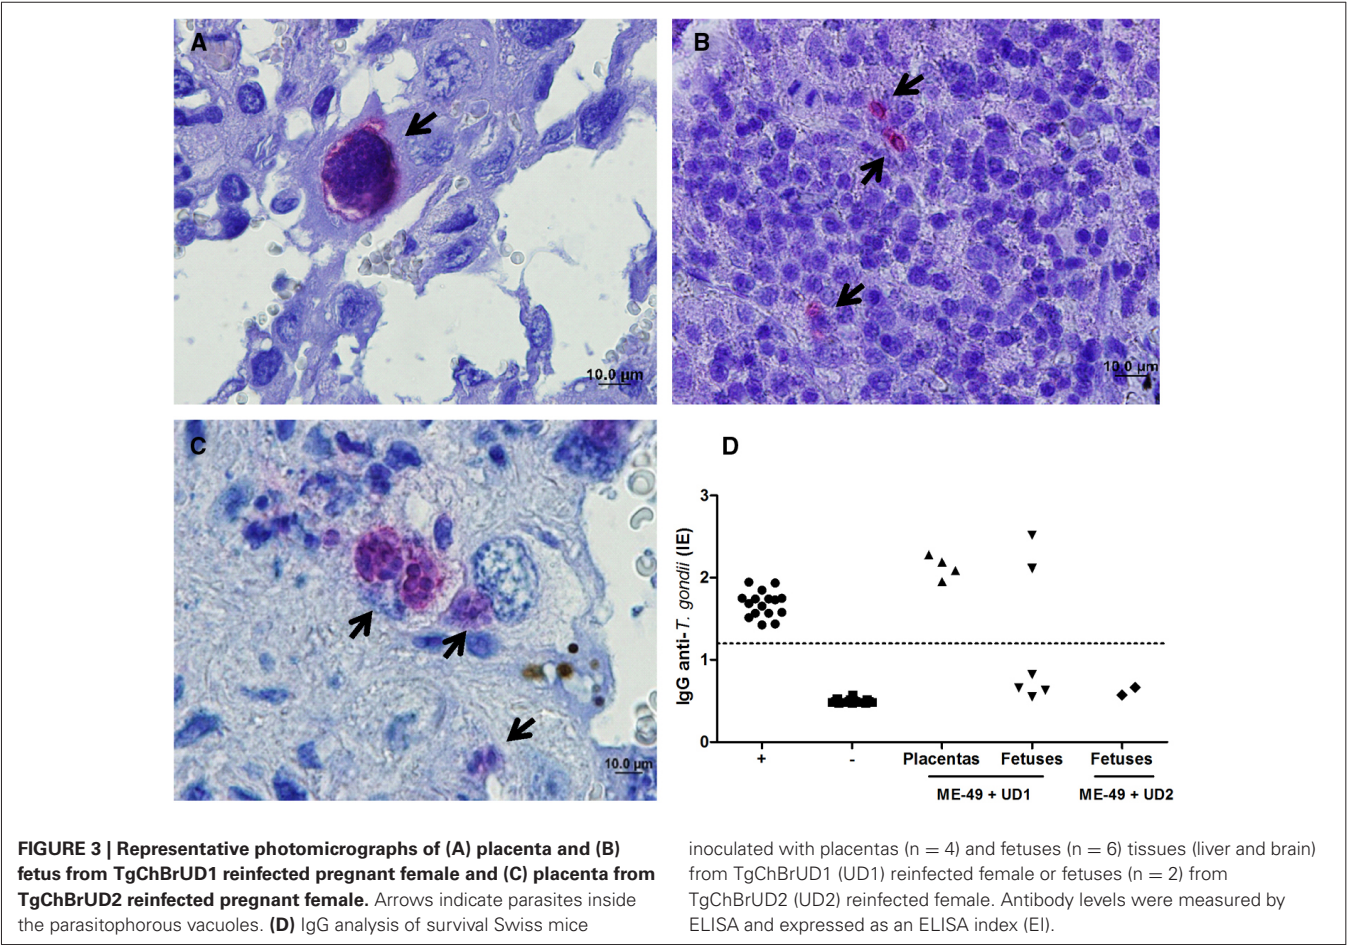 A
10.0 µm
B
10.0 µm
C
10.0 µm
D
IgG anti-T. gondii (IE)
3
2
1
0
+ - Placentas Fetuses Fetuses
ME-49 + UD1 ME-49 + UD2
FIGURE 3 | Representative photomicrographs of (A) placenta and (B)
fetus from TgChBrUD1 reinfected pregnant female and (C) placenta from
TgChBrUD2 reinfected pregnant female. Arrows indicate parasites inside
the parasitophorous vacuoles. (D) IgG analysis of survival Swiss mice
inoculated with placentas (n = 4) and fetuses (n = 6) tissues (liver and brain)
from TgChBrUD1 (UD1) reinfected female or fetuses (n = 2) from
TgChBrUD2 (UD2) reinfected female. Antibody levels were measured by
ELISA and expressed as an ELISA index (EI).